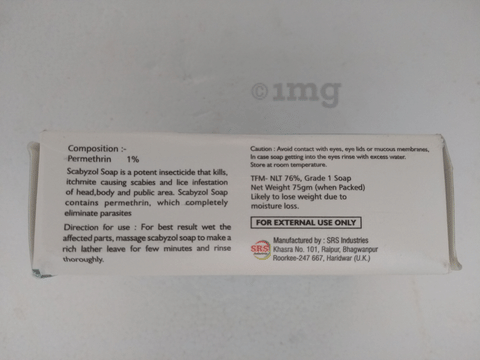 ©1mg
Composition :-
Permethrin 1%
Scabyzol Soap is a potent insecticide that kills,
itchmite causing scabies and lice infestation
of head,body and public area. Scabyzol Soap
contains permethrin, which completely
eliminate parasites
Direction for use : For best result wet the
affected parts, massage scabyzol soap to make a
rich lather leave for few minutes and rinse
thoroughly.
Caution : Avoid contact with eyes, eye lids or mucous membranes,
In case soap getting into the eyes rinse with excess water.
Store at room temperature.
TFM- NLT 76%, Grade 1 Soap
Net Weight 75gm (when Packed)
Likely to lose weight due to
moisture loss.
FOR EXTERNAL USE ONLY
SRS
Manufactured by : SRS Industries
Khasra No. 101, Raipur, Bhagwanpur
Roorkee-247 667, Haridwar (U.K.)